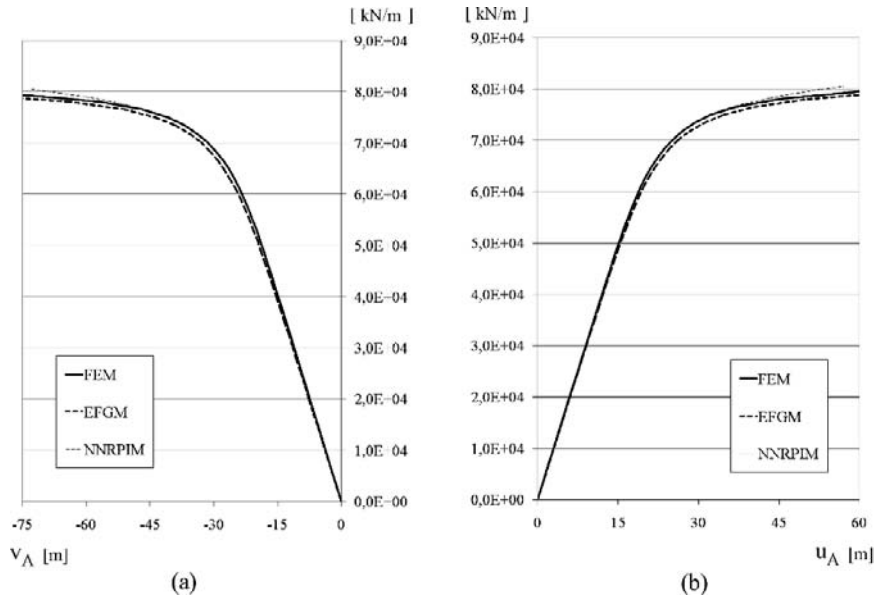 [ kN/m ]
9,0E+04
8,0E+04
7,0E+04
6,0E+04
5,0E+04
4,0E+04
3,0E+04
2,0E+04
1,0E+04
0,0E+00
FEM
EFGM
NNRPIM
-75 -60 -45 -30 -15 0
vA [m]
(a)
[ kN/m ]
9,0E+04
8,0E+04
7,0E+04
6,0E+04
5,0E+04
4,0E+04
3,0E+04
2,0E+04
1,0E+04
0,0E+00
FEM
EFGM
NNRPIM
0 15 30 45 60
uA [m]
(b)